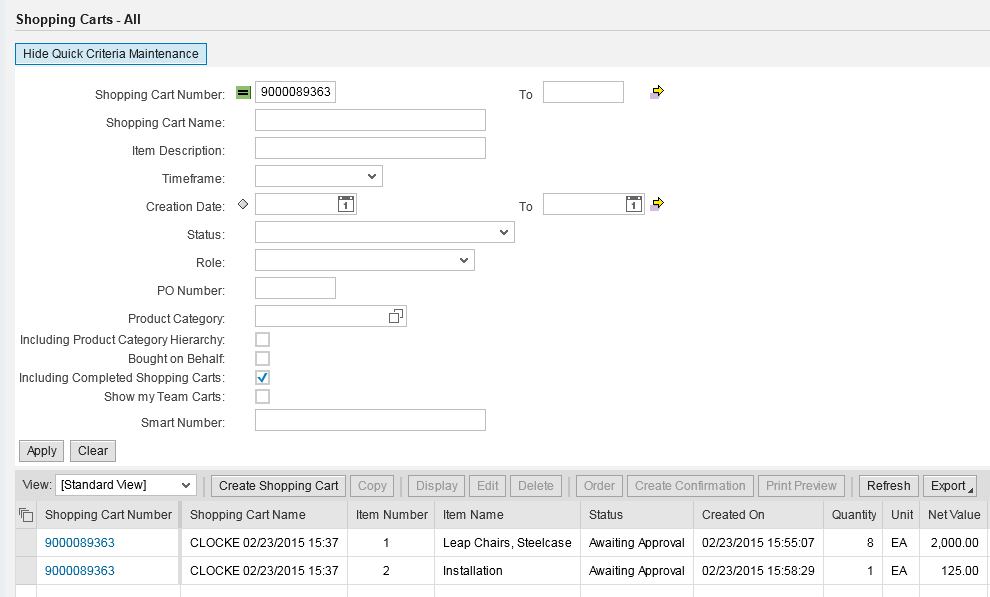 Shopping Carts - All
Hide Quick Criteria Maintenance
Shopping Cart Number: 9000089363 To
Shopping Cart Name:
Item Description:
Timeframe:
Creation Date: 1 To 1
Status:
Role:
PO Number:
Product Category:
Including Product Category Hierarchy:
Bought on Behalf:
Including Completed Shopping Carts:
Show my Team Carts:
Smart Number:
Apply Clear
View: [Standard View] Create Shopping Cart Copy Display Edit Delete Order Create Confirmation Print Preview Refresh Export
Shopping Cart Number Shopping Cart Name Item Number Item Name Status Created On Quantity Unit Net Value
9000089363 CLOCKE 02/23/2015 15:37 1 Leap Chairs, Steelcase Awaiting Approval 02/23/2015 15:55:07 8 EA 2,000.00
9000089363 CLOCKE 02/23/2015 15:37 2 Installation Awaiting Approval 02/23/2015 15:58:29 1 EA 125.00